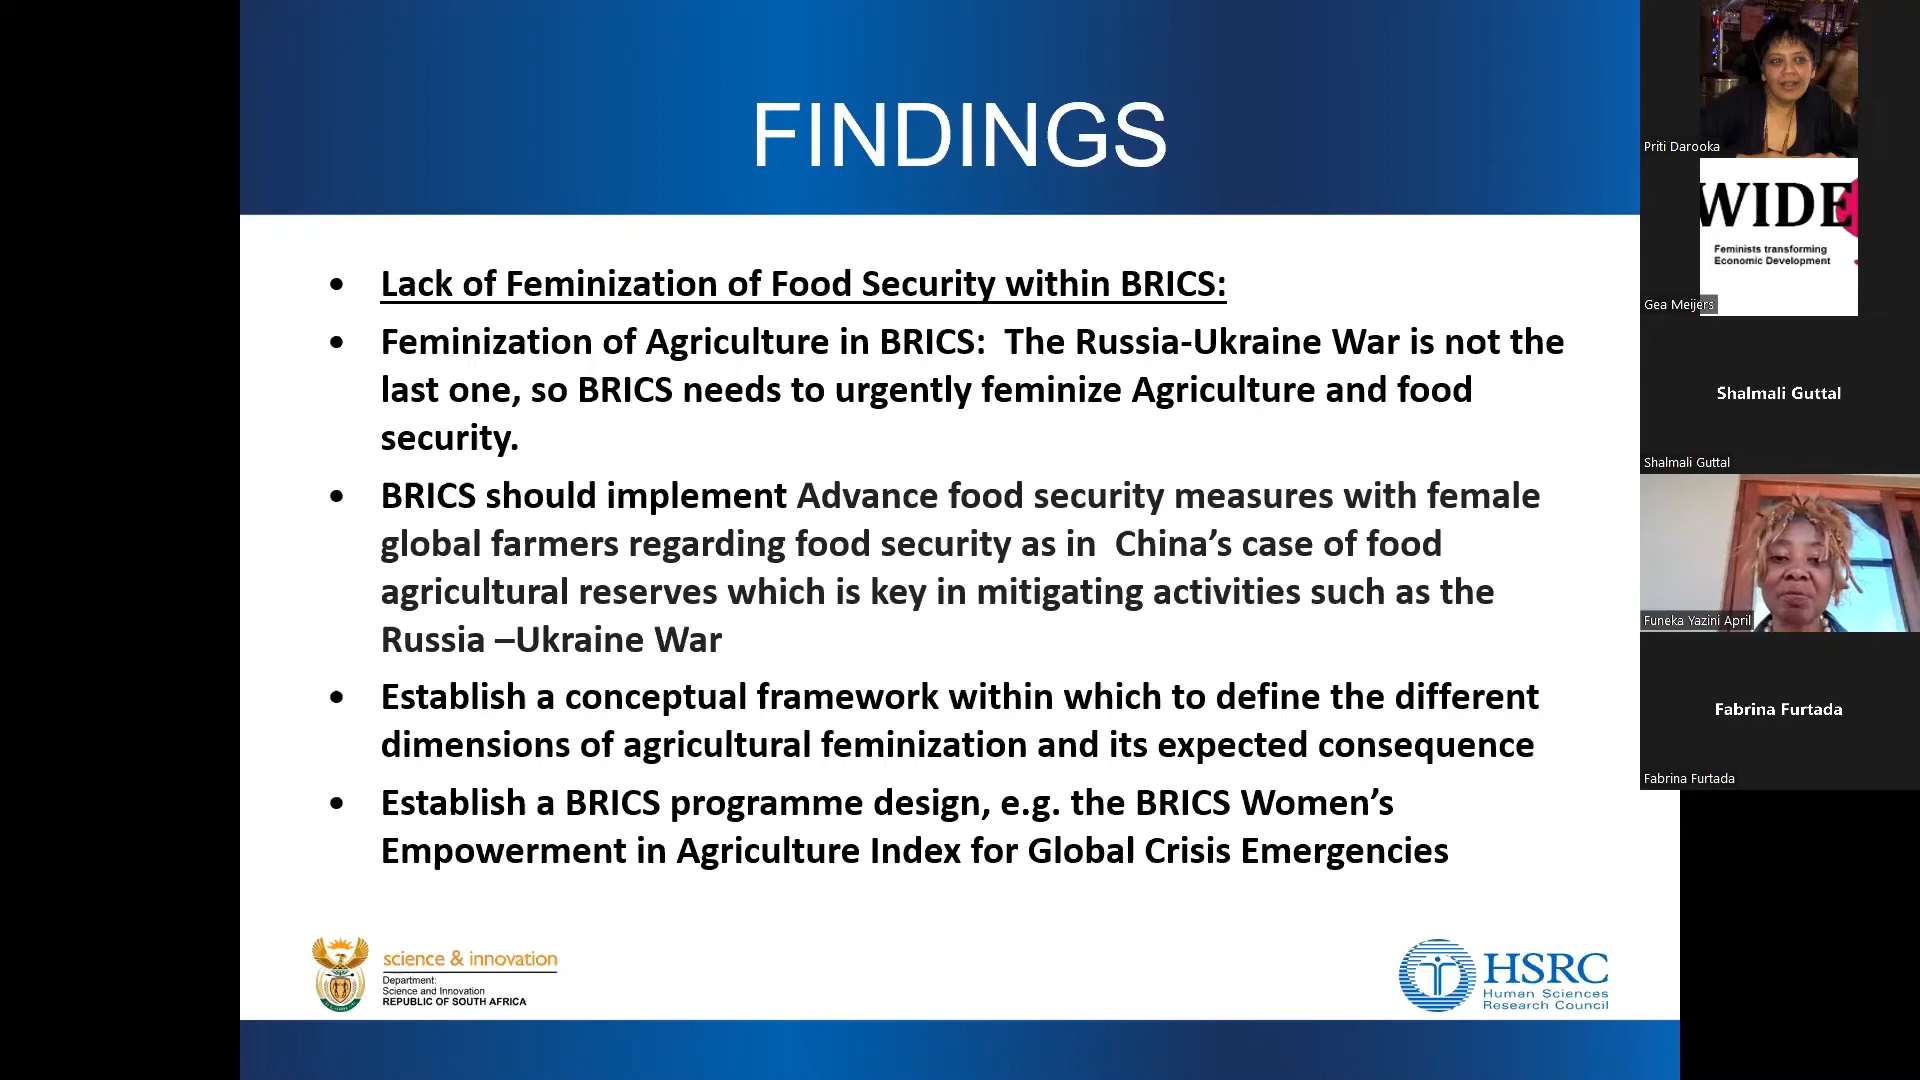 FINDINGS
• Lack of Feminization of Food Security within BRICS:
• Feminization of Agriculture in BRICS:  The Russia-Ukraine War is not the
last one, so BRICS needs to urgently feminize Agriculture and food
security.
• BRICS should implement Advance food security measures with female
global farmers regarding food security as in  China’s case of food
agricultural reserves which is key in mitigating activities such as the
Russia –Ukraine War
• Establish a conceptual framework within which to define the different
dimensions of agricultural feminization and its expected consequence
• Establish a BRICS programme design, e.g. the BRICS Women’s
Empowerment in Agriculture Index for Global Crisis Emergencies
science & innovation
Department:
Science and Innovation
REPUBLIC OF SOUTH AFRICA
HSRC
Human Sciences
Research Council
Priti Darooka
WIDE
Feminists transforming
Economic Development
Gea Meijers
Shalmali Guttal
Shalmali Guttal
Funeka Yazini April
Fabrina Furtada
Fabrina Furtada